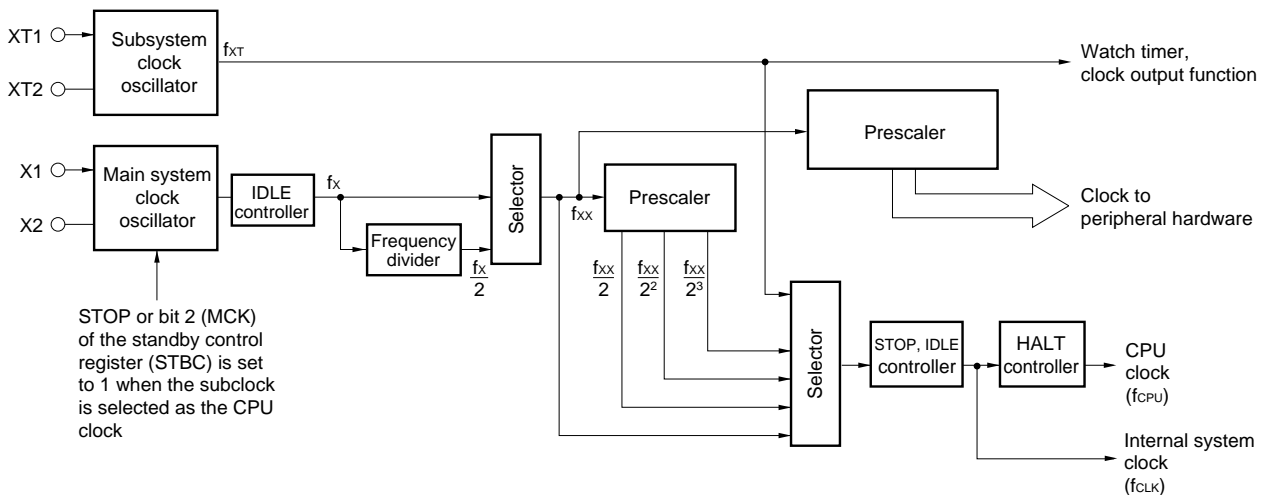 XT1
XT2
Subsystem
clock
oscillator
fXT
Watch timer,
clock output function
Prescaler
Clock to
peripheral hardware
X1
X2
Main system
clock
oscillator
IDLE
controller
fX
Frequency
divider
fX
2
Selector
fXX
Prescaler
fXX
2
fXX
2²
fXX
2³
Selector
STOP, IDLE
controller
HALT
controller
CPU
clock
(fCPU)
Internal system
clock
(fCLK)
STOP or bit 2 (MCK)
of the standby control
register (STBC) is set
to 1 when the subclock
is selected as the CPU
clock